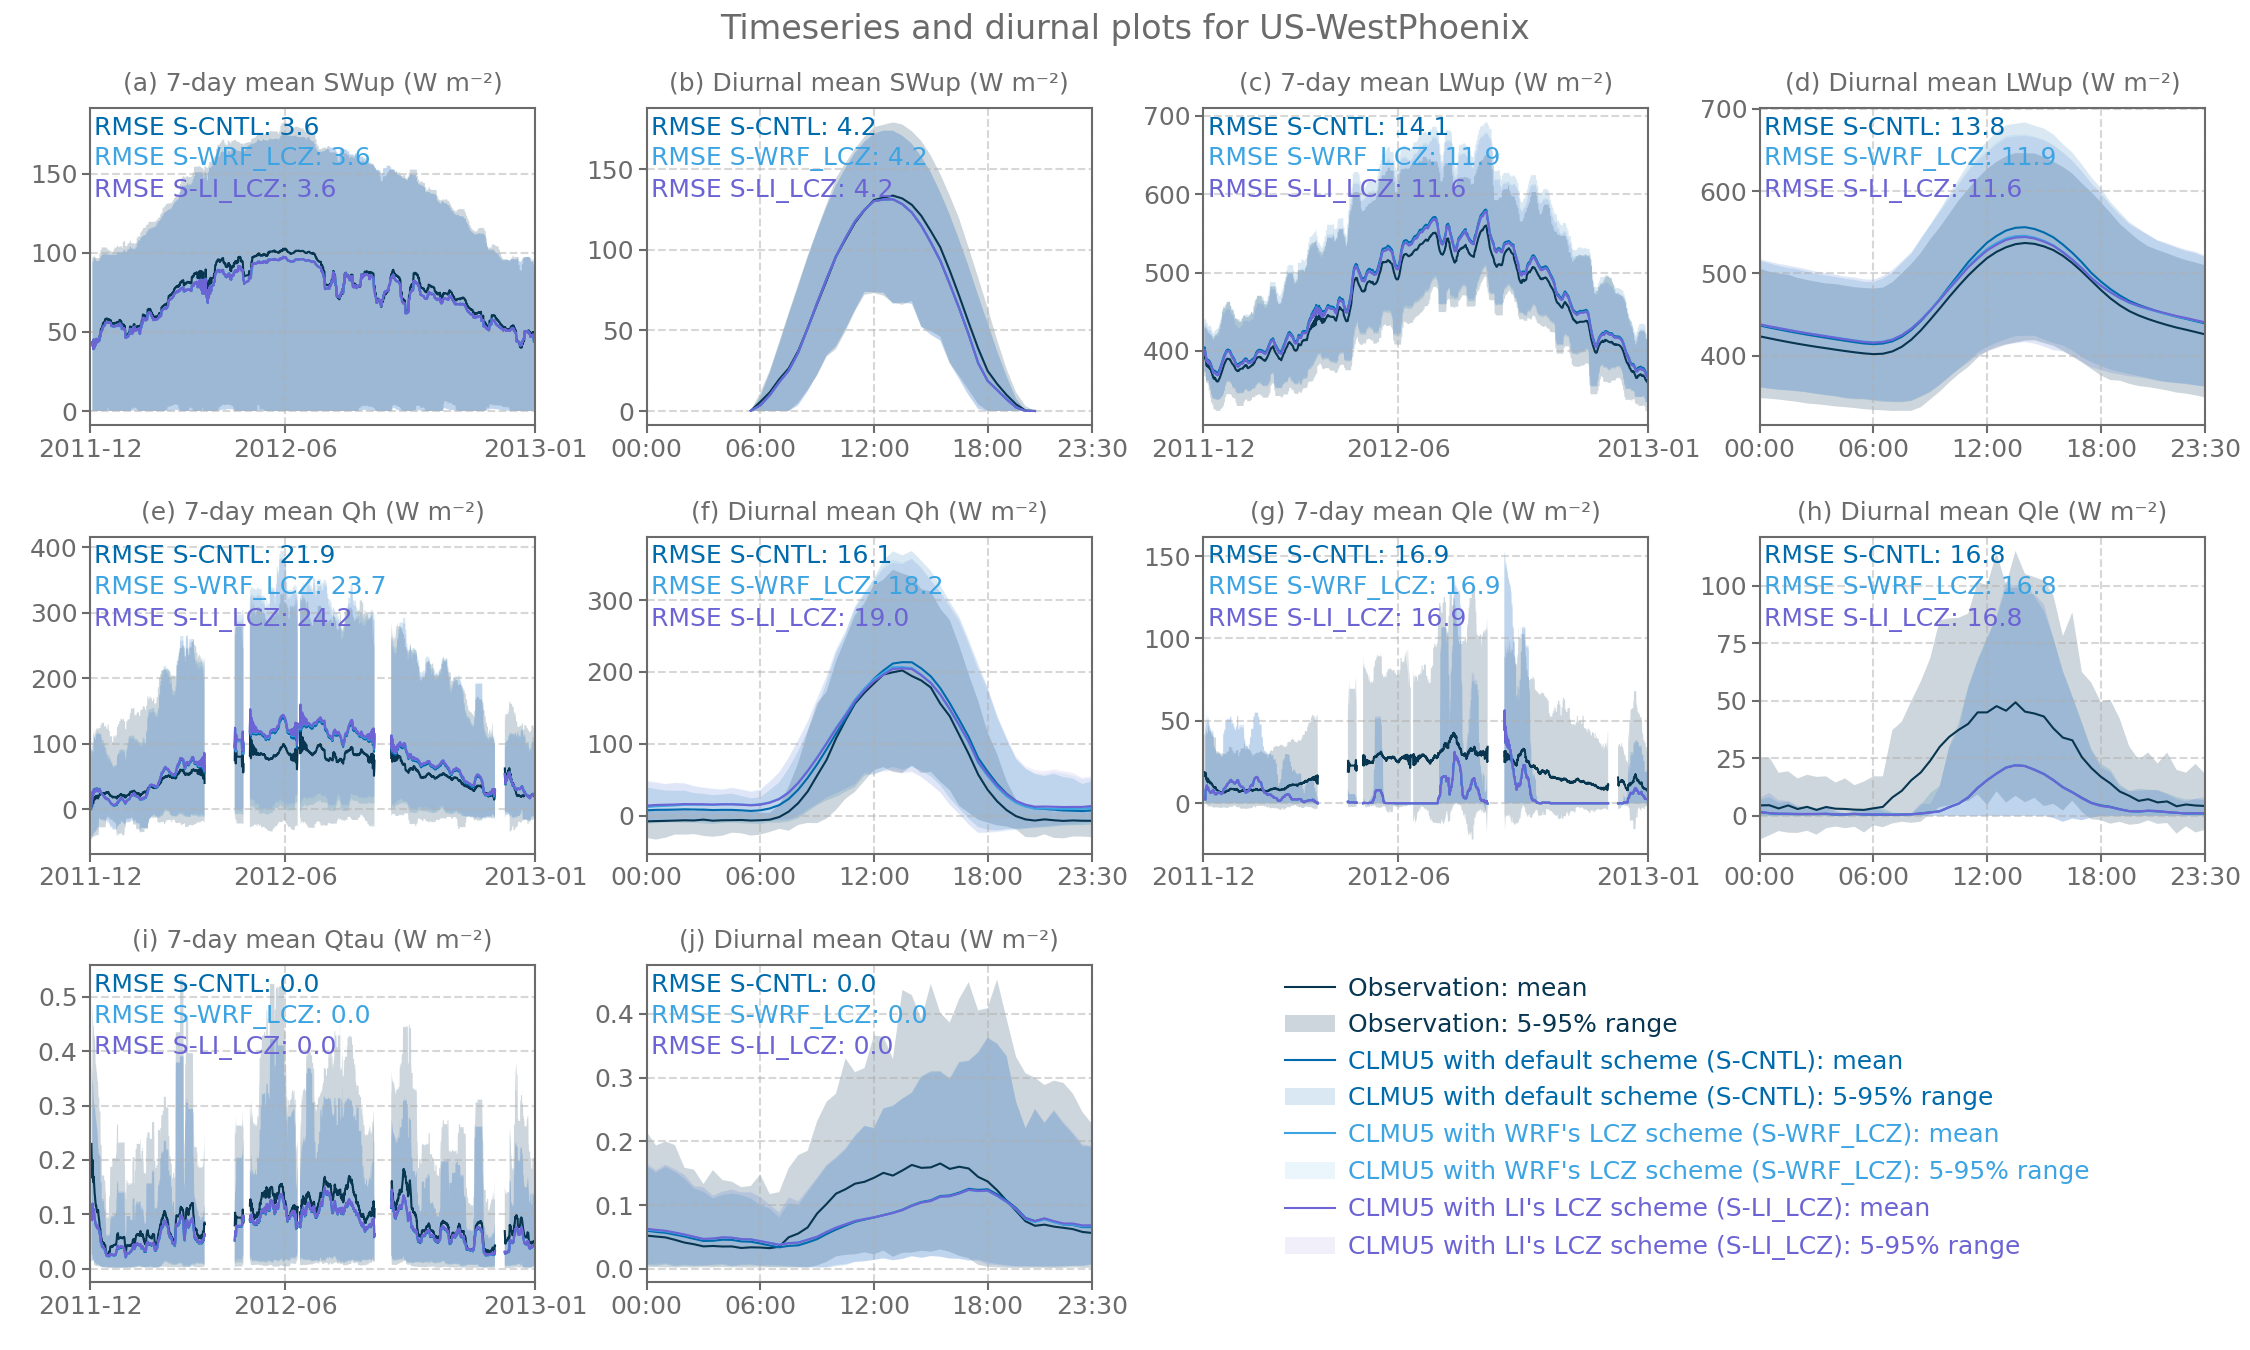 Timeseries and diurnal plots for US-WestPhoenix
(a) 7-day mean SWup (W m⁻²)
RMSE S-CNTL: 3.6
RMSE S-WRF_LCZ: 3.6
RMSE S-LI_LCZ: 3.6
150
100
50
0
2011-12 2012-06 2013-01
(b) Diurnal mean SWup (W m⁻²)
RMSE S-CNTL: 4.2
RMSE S-WRF_LCZ: 4.2
RMSE S-LI_LCZ: 4.2
150
100
50
0
00:00 06:00 12:00 18:00 23:30
(c) 7-day mean LWup (W m⁻²)
RMSE S-CNTL: 14.1
RMSE S-WRF_LCZ: 11.9
RMSE S-LI_LCZ: 11.6
700
600
500
400
2011-12 2012-06 2013-01
(d) Diurnal mean LWup (W m⁻²)
RMSE S-CNTL: 13.8
RMSE S-WRF_LCZ: 11.9
RMSE S-LI_LCZ: 11.6
700
600
500
400
00:00 06:00 12:00 18:00 23:30
(e) 7-day mean Qh (W m⁻²)
RMSE S-CNTL: 21.9
RMSE S-WRF_LCZ: 23.7
RMSE S-LI_LCZ: 24.2
400
300
200
100
0
2011-12 2012-06 2013-01
(f) Diurnal mean Qh (W m⁻²)
RMSE S-CNTL: 16.1
RMSE S-WRF_LCZ: 18.2
RMSE S-LI_LCZ: 19.0
300
200
100
0
00:00 06:00 12:00 18:00 23:30
(g) 7-day mean Qle (W m⁻²)
RMSE S-CNTL: 16.9
RMSE S-WRF_LCZ: 16.9
RMSE S-LI_LCZ: 16.9
150
100
50
0
2011-12 2012-06 2013-01
(h) Diurnal mean Qle (W m⁻²)
RMSE S-CNTL: 16.8
RMSE S-WRF_LCZ: 16.8
RMSE S-LI_LCZ: 16.8
100
75
50
25
0
00:00 06:00 12:00 18:00 23:30
(i) 7-day mean Qtau (W m⁻²)
RMSE S-CNTL: 0.0
RMSE S-WRF_LCZ: 0.0
RMSE S-LI_LCZ: 0.0
0.5
0.4
0.3
0.2
0.1
0.0
2011-12 2012-06 2013-01
(j) Diurnal mean Qtau (W m⁻²)
RMSE S-CNTL: 0.0
RMSE S-WRF_LCZ: 0.0
RMSE S-LI_LCZ: 0.0
0.4
0.3
0.2
0.1
0.0
00:00 06:00 12:00 18:00 23:30
Observation: mean
Observation: 5-95% range
CLMU5 with default scheme (S-CNTL): mean
CLMU5 with default scheme (S-CNTL): 5-95% range
CLMU5 with WRF's LCZ scheme (S-WRF_LCZ): mean
CLMU5 with WRF's LCZ scheme (S-WRF_LCZ): 5-95% range
CLMU5 with LI's LCZ scheme (S-LI_LCZ): mean
CLMU5 with LI's LCZ scheme (S-LI_LCZ): 5-95% range